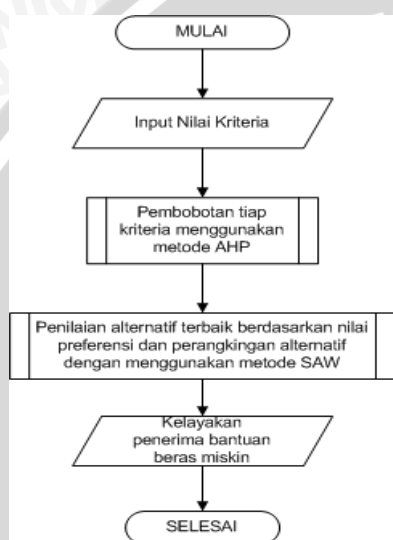 MULAI
Input Nilai Kriteria
Pembobotan tiap
kriteria menggunakan
metode AHP
Penilaian alternatif terbaik berdasarkan nilai
preferensi dan perangkingan alternatif
dengan menggunakan metode SAW
Kelayakan
penerima bantuan
beras miskin
SELESAI